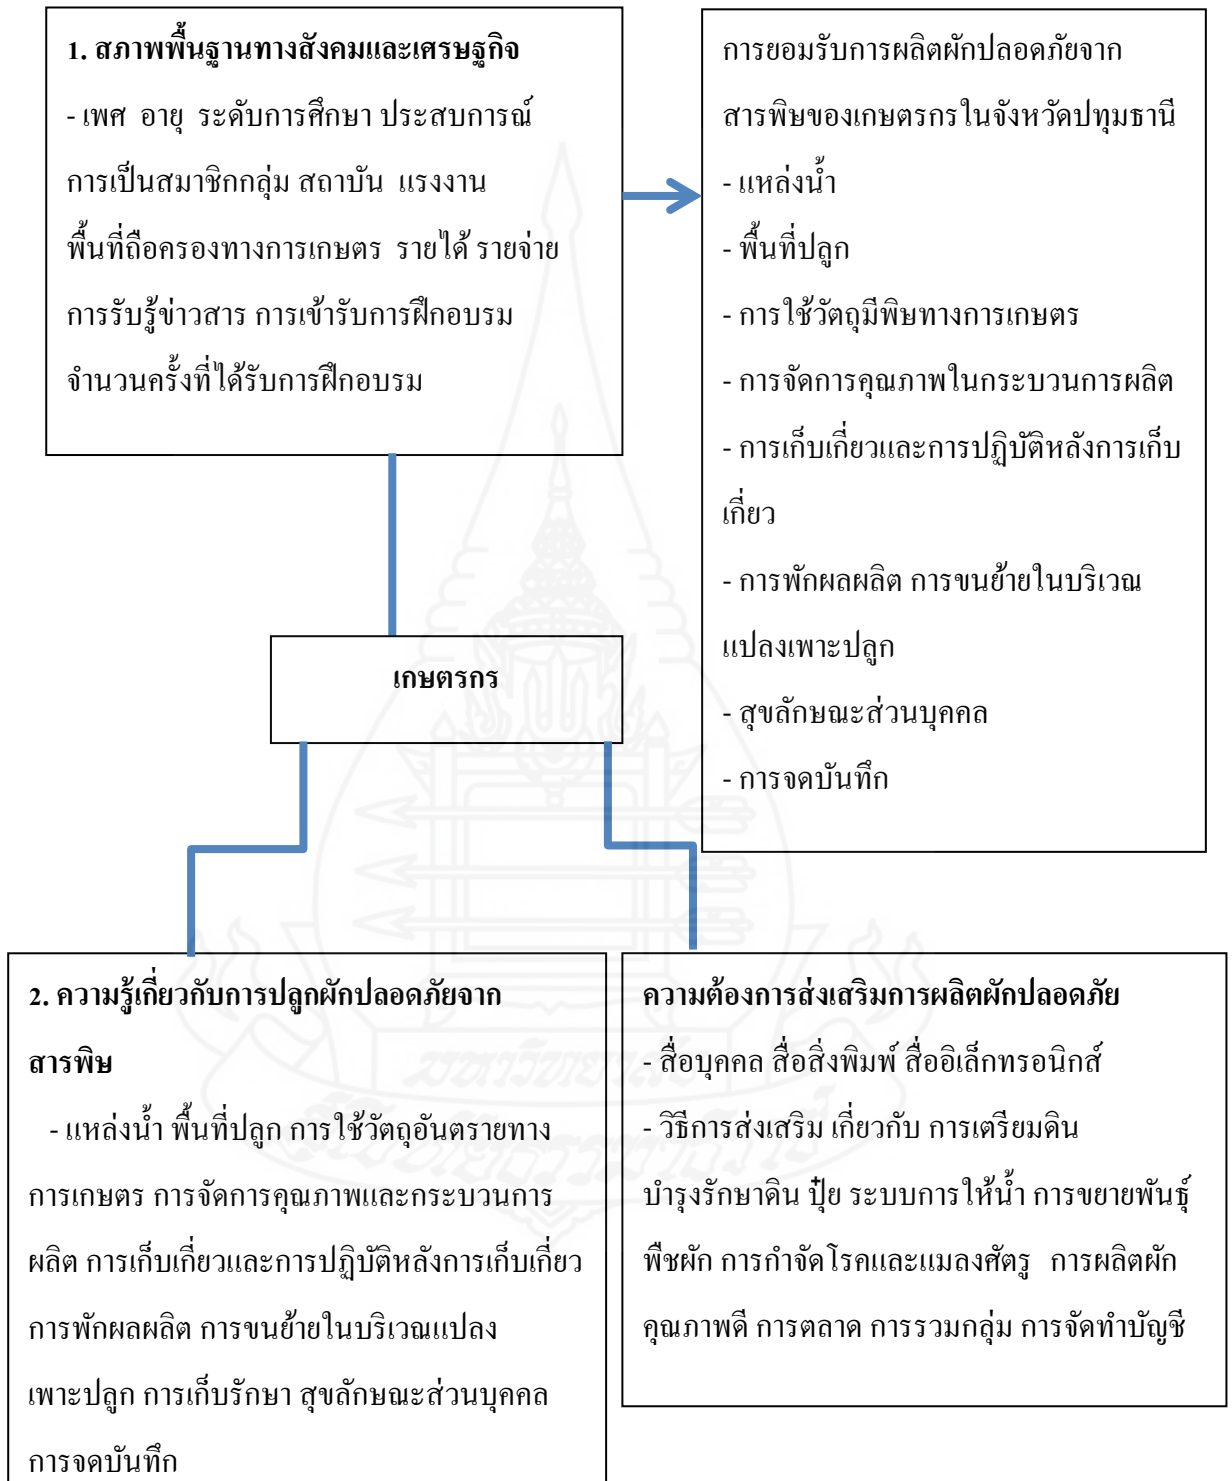 1. สภาพพื้นฐานทางสังคมและเศรษฐกิจ
- เพศ อายุ ระดับการศึกษา ประสบการณ์
การเป็นสมาชิกกลุ่ม สถาบัน แรงงาน
พื้นที่ถือครองทางการเกษตร รายได้ รายจ่าย
การรับรู้ข่าวสาร การเข้ารับการฝึกอบรม
จำนวนครั้งที่ได้รับการฝึกอบรม
การยอมรับการผลิตผักปลอดภัยจาก
สารพิษของเกษตรกรในจังหวัดปทุมธานี
- แหล่งน้ำ
- พื้นที่ปลูก
- การใช้วัตถุมีพิษทางการเกษตร
- การจัดการคุณภาพในกระบวนการผลิต
- การเก็บเกี่ยวและการปฏิบัติหลังการเก็บ
เกี่ยว
- การพักผลผลิต การขนย้ายในบริเวณ
แปลงเพาะปลูก
- สุขลักษณะส่วนบุคคล
- การจดบันทึก
เกษตรกร
2. ความรู้เกี่ยวกับการปลูกผักปลอดภัยจาก
สารพิษ
- แหล่งน้ำ พื้นที่ปลูก การใช้วัตถุอันตรายทาง
การเกษตร การจัดการคุณภาพและกระบวนการ
ผลิต การเก็บเกี่ยวและการปฏิบัติหลังการเก็บเกี่ยว
การพักผลผลิต การขนย้ายในบริเวณแปลง
เพาะปลูก การเก็บรักษา สุขลักษณะส่วนบุคคล
การจดบันทึก
ความต้องการส่งเสริมการผลิตผักปลอดภัย
- สื่อบุคคล สื่อสิ่งพิมพ์ สื่ออิเล็กทรอนิกส์
- วิธีการส่งเสริม เกี่ยวกับ การเตรียมดิน
บำรุงรักษาดิน ปุ๋ย ระบบการให้น้ำ การขยายพันธุ์
พืชผัก การกำจัดโรคและแมลงศัตรู การผลิตผัก
คุณภาพดี การตลาด การรวมกลุ่ม การจัดทำบัญชี
มหาวิทยาลัย
สุโขทัยธรรมาธิราช